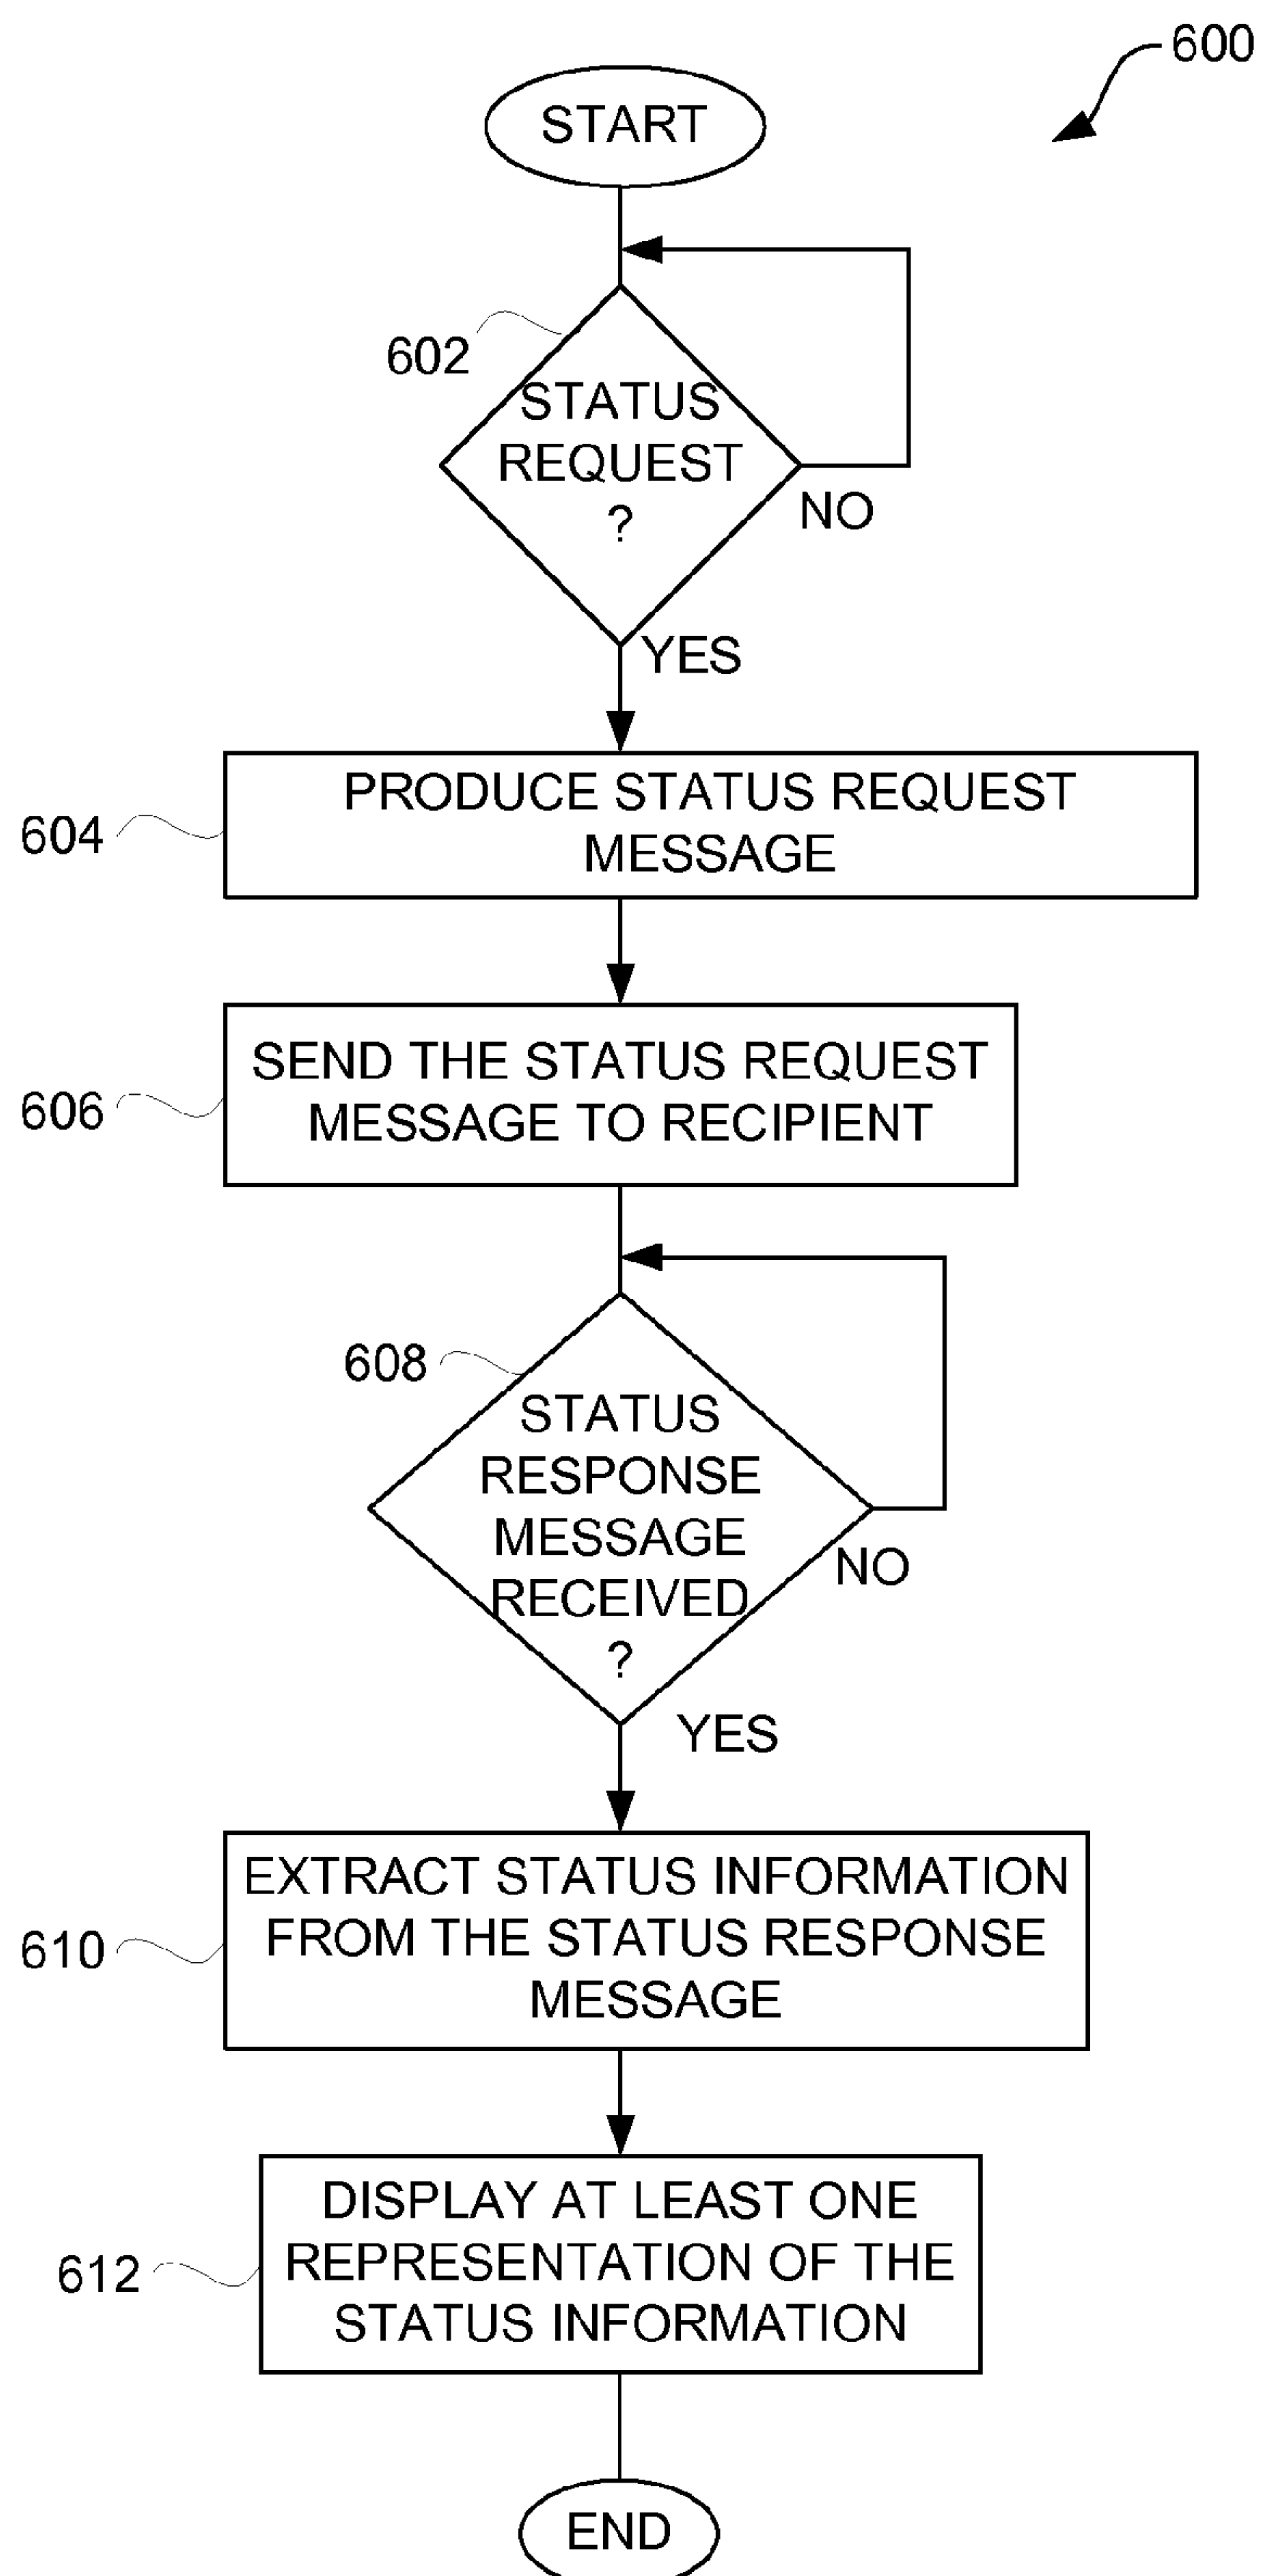 600
START
602
STATUS
REQUEST
?
NO
YES
604
PRODUCE STATUS REQUEST
MESSAGE
606
SEND THE STATUS REQUEST
MESSAGE TO RECIPIENT
608
STATUS
RESPONSE
MESSAGE
RECEIVED
?
NO
YES
610
EXTRACT STATUS INFORMATION
FROM THE STATUS RESPONSE
MESSAGE
612
DISPLAY AT LEAST ONE
REPRESENTATION OF THE
STATUS INFORMATION
END